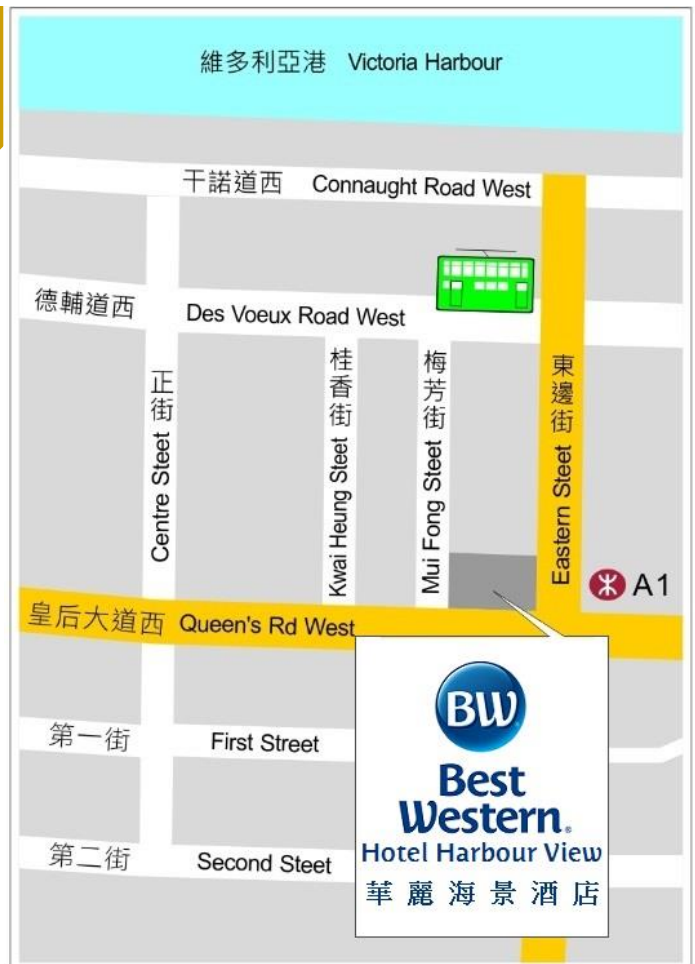 維多利亞港 Victoria Harbour
干諾道西 Connaught Road West
德輔道西 Des Voeux Road West
正街 Centre Steet
桂香街 Kwai Heung Steet
梅芳街 Mui Fong Steet
東邊街 Eastern Steet
A1
皇后大道西 Queen's Rd West
BW
Best
Western®
Hotel Harbour View
華麗海景酒店
第一街 First Street
第二街 Second Steet